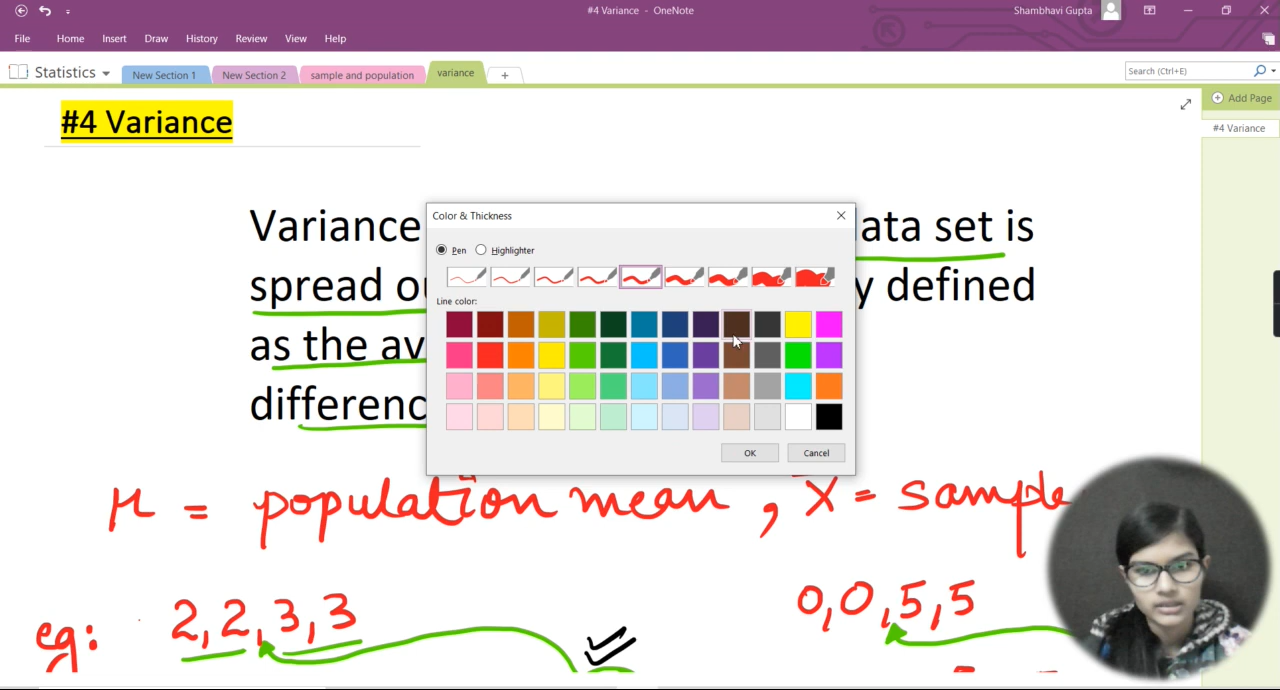 #4 Variance - OneNote
Shambhavi Gupta
File Home Insert Draw History Review View Help
Statistics New Section 1 New Section 2 sample and population variance +
Search (Ctrl+E)
Add Page
#4 Variance
#4 Variance
Variance ata set is
spread o y defined
as the av
differenc
Color & Thickness
Pen Highlighter
Line color:
OK Cancel
μ = population mean , x̄ = sample
eg: 2,2,3,3 0,0,5,5